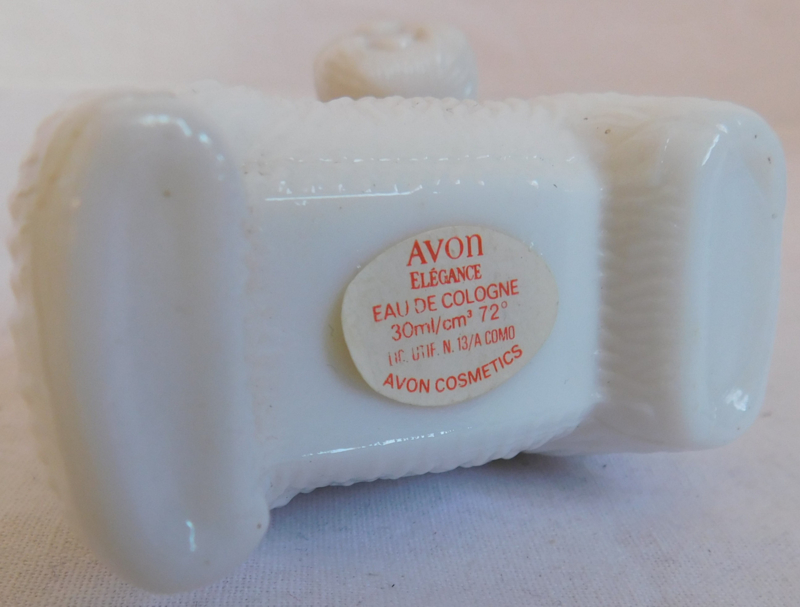 AVON
ELÉGANCE
EAU DE COLOGNE
30ml/cm³ 72°
LIC. UTIF. N. 13/A COMO
AVON COSMETICS